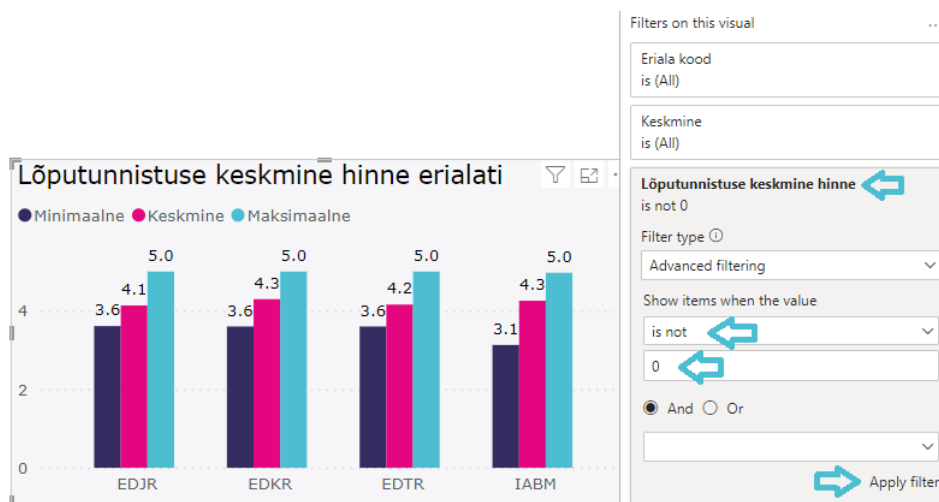 Lõputunnistuse keskmine hinne erialati
Minimaalne Keskmine Maksimaalne
5.0 5.0 5.0 5.0
4.1 4.3 4.2 4.3
3.6 3.6 3.6 3.1
4
2
0
EDJR EDKR EDTR IABM
Filters on this visual
Eriala kood
is (All)
Keskmine
is (All)
Lõputunnistuse keskmine hinne
is not 0
Filter type
Advanced filtering
Show items when the value
is not
0
And Or
Apply filter